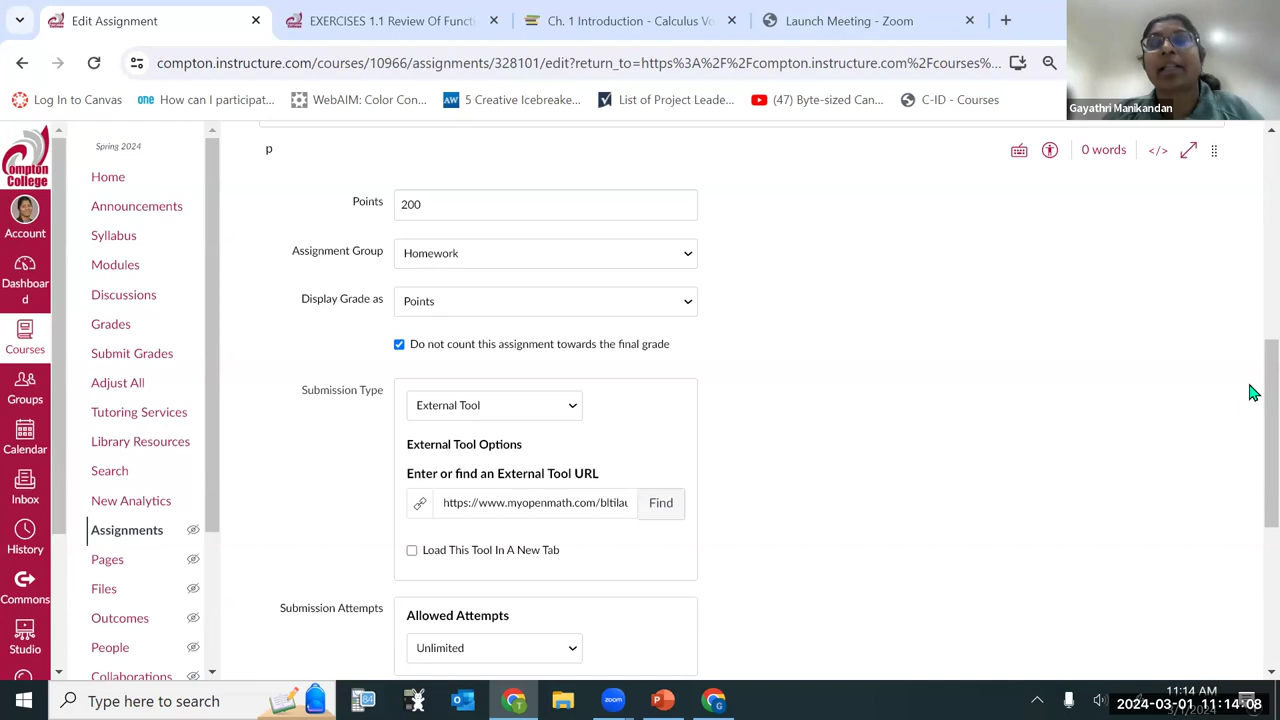 Edit Assignment
EXERCISES 1.1 Review Of Funct
Ch. 1 Introduction - Calculus Vo
Launch Meeting - Zoom
compton.instructure.com/courses/10966/assignments/328101/edit?return_to=https%3A%2F%2Fcompton.instructure.com%2Fcourses%...
Log In to Canvas
one How can I participat...
WebAIM: Color Con...
AW 5 Creative Icebreake...
List of Project Leade...
(47) Byte-sized Can...
C-ID - Courses
Gayathri Manikandan
Compton
College
Account
Dashboar
d
Courses
Groups
Calendar
Inbox
History
Commons
Studio
Spring 2024
Home
Announcements
Syllabus
Modules
Discussions
Grades
Submit Grades
Adjust All
Tutoring Services
Library Resources
Search
New Analytics
Assignments
Pages
Files
Outcomes
People
Collaborations
p
0 words
</>
Points
200
Assignment Group
Homework
Display Grade as
Points
Do not count this assignment towards the final grade
Submission Type
External Tool
External Tool Options
Enter or find an External Tool URL
https://www.myopenmath.com/bltilau
Find
Load This Tool In A New Tab
Submission Attempts
Allowed Attempts
Unlimited
Type here to search
zoom
11:14 AM
2024-03-01 11:14:08